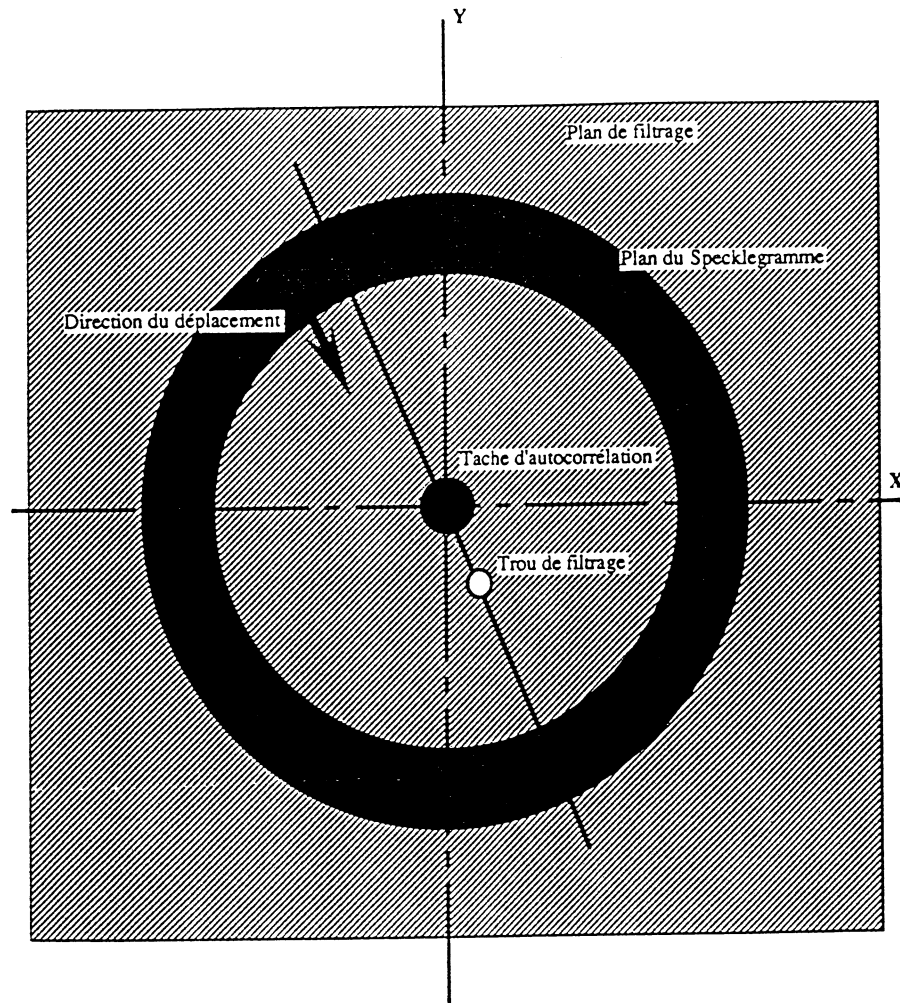 Y
Plan de filtrage
Plan du Specklegramme
Direction du déplacement
Tache d'autocorrélation
X
Trou de filtrage